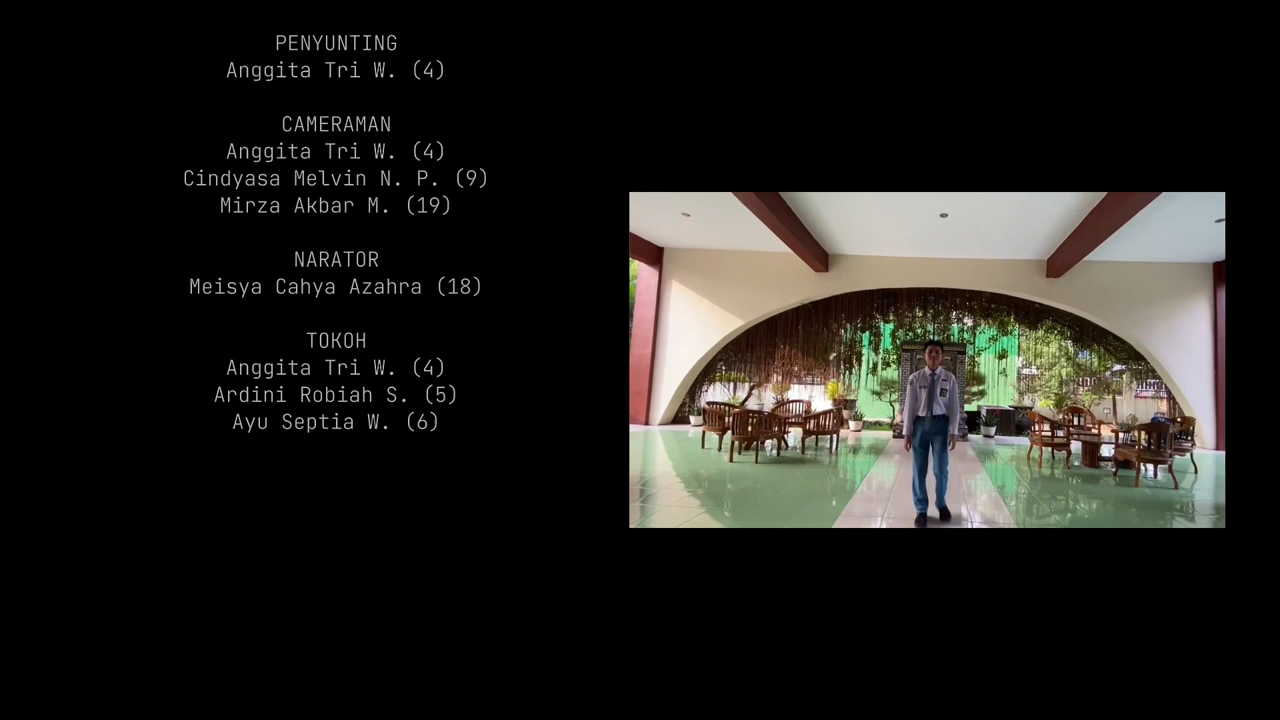 PENYUNTING
Anggita Tri W. (4)
CAMERAMAN
Anggita Tri W. (4)
Cindyasa Melvin N. P. (9)
Mirza Akbar M. (19)
NARATOR
Meisya Cahya Azahra (18)
TOKOH
Anggita Tri W. (4)
Ardini Robiah S. (5)
Ayu Septia W. (6)